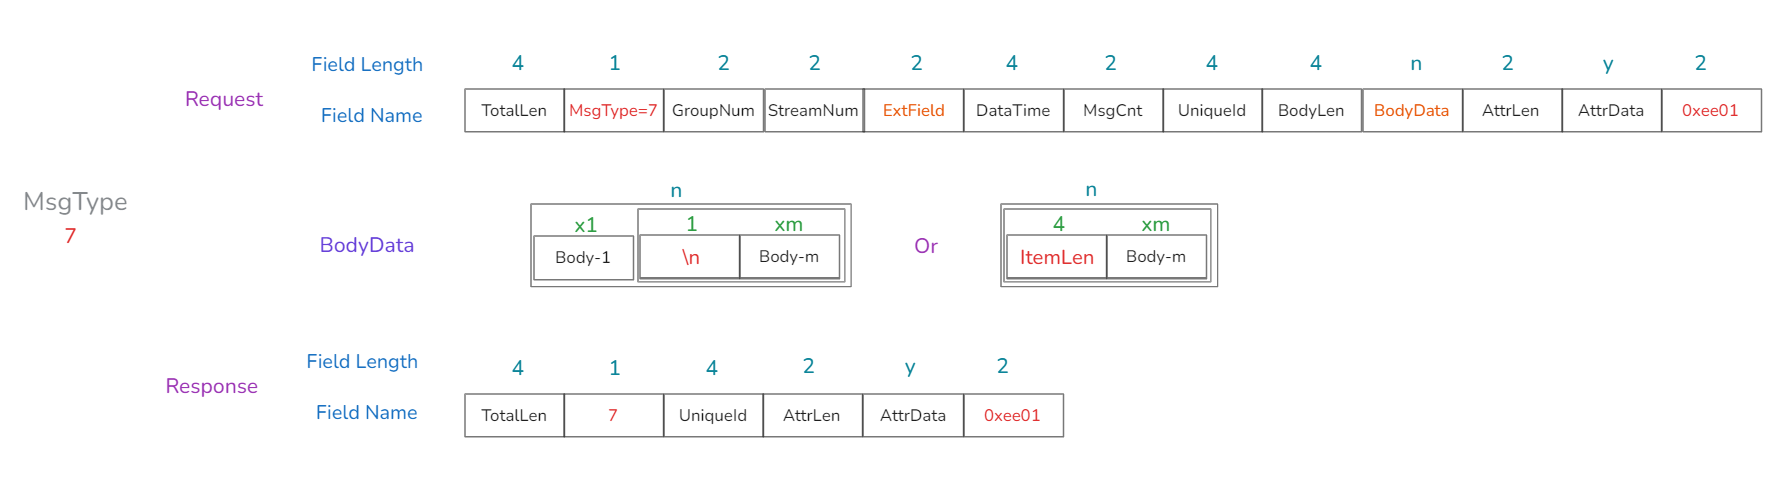 Field Length 4 1 2 2 2 4 2 4 4 n 2 y 2
Request
Field Name TotalLen MsgType=7 GroupNum StreamNum ExtField DataTime MsgCnt UniqueId BodyLen BodyData AttrLen AttrData 0xee01
MsgType
7
n n
x1 1 xm 4 xm
BodyData Body-1 \n Body-m Or ItemLen Body-m
Field Length 4 1 4 2 y 2
Response
Field Name TotalLen 7 UniqueId AttrLen AttrData 0xee01